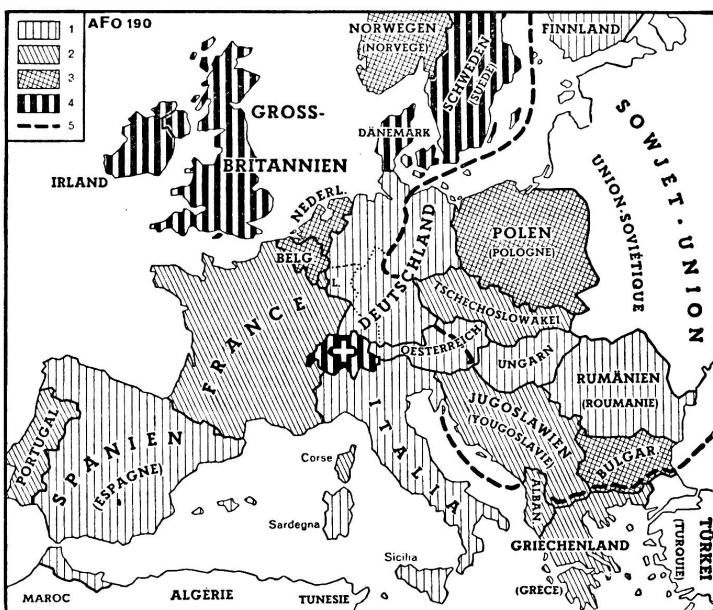 1
2
3
4
5
AFO 190
NORWEGEN
(NORVEGE)
SCHWEDEN
(SUIDE)
FINNLAND
GROSS-
BRITANNIEN
IRLAND
DÄNEMARK
SOWJET-UNION
UNION-SOVIÉTIQUE
NEDERL.
BELG
L.
DEUTSCHLAND
POLEN
(POLOGNE)
TSCHECHOSLOWAKEI
FRANCE
OESTERREICH
UNGARN
RUMÄNIEN
(ROUMANIE)
JUGOSLAWIEN
(YOUGOSLAVIE)
BULGAR
ITALIA
PORTUGAL
SPANIEN
(ESPAGNE)
Corse
Sardegna
Sicilia
ALBAN.
GRIECHENLAND
(GRÈCE)
TÜRKEI
(TURQUIE)
MAROC
ALGÉRIE
TUNESIE